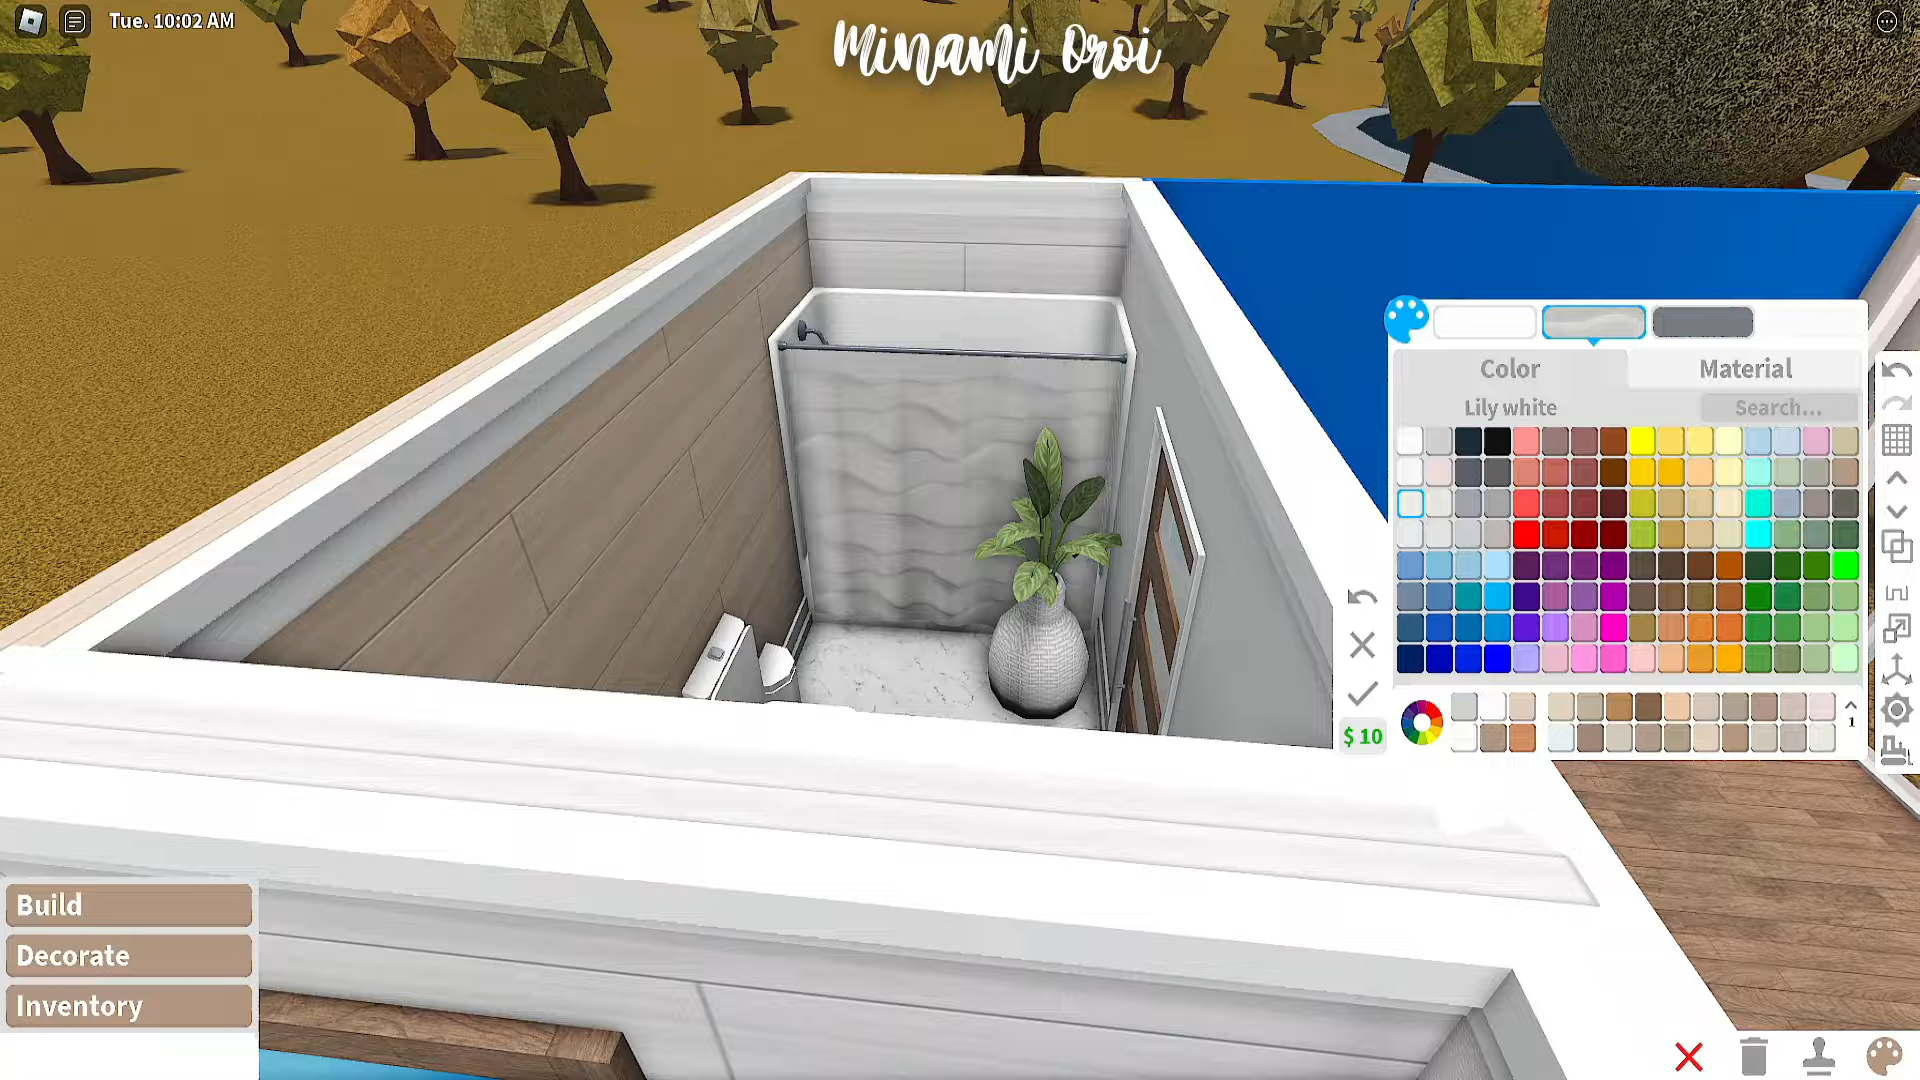 Tue. 10:02 AM
Minami Oroi
Color
Material
Lily white
Search...
1
$ 10
Build
Decorate
Inventory